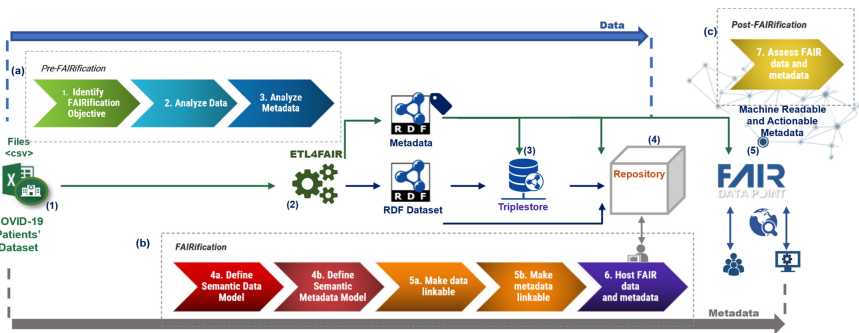 Data
Post-FAIRification
(c)
7. Assess FAIR
data and
metadata
(a)
Pre-FAIRification
1. Identify
FAIRification
Objective
2. Analyze Data
3. Analyze
Metadata
Machine Readable
and Actionable
Metadata
Files
<csv>
ETL4FAIR
RDF
Metadata
(3)
(4)
(5)
(1)
(2)
RDF
RDF Dataset
Triplestore
Repository
FAIR
DATA POINT
OVID-19
Patients'
Dataset
(b)
FAIRification
4a. Define
Semantic Data
Model
4b. Define
Semantic
Metadata Model
5a. Make data
linkable
5b. Make
metadata
linkable
6. Host FAIR
data
and metadata
Metadata